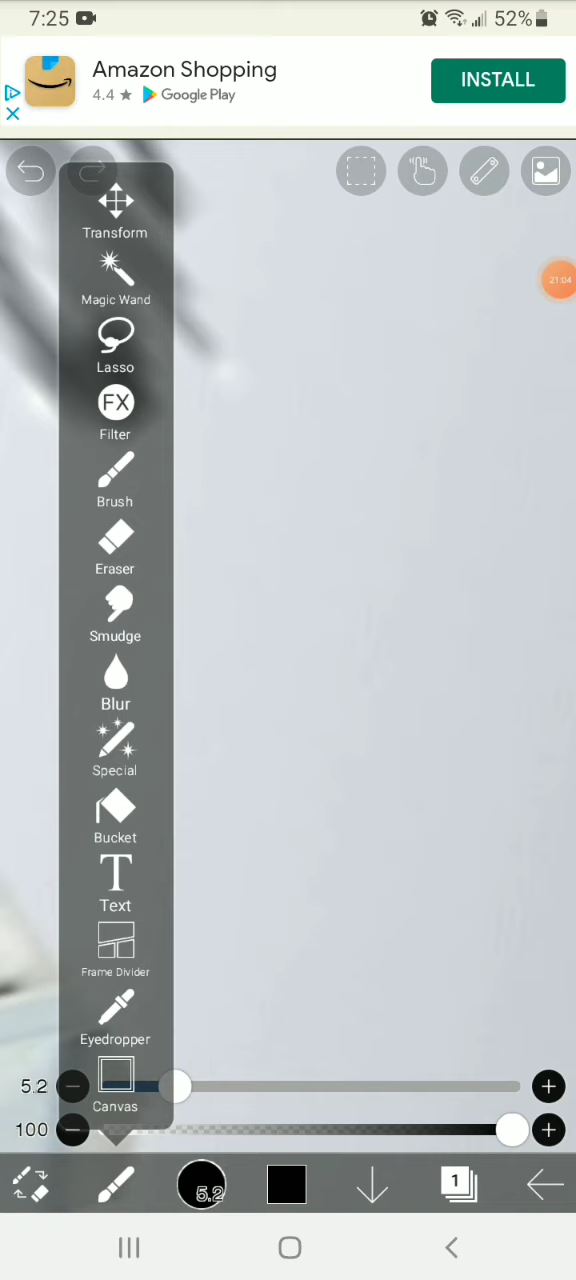 7:25
52%
Amazon Shopping
4.4 ★ Google Play
INSTALL
Transform
Magic Wand
21:04
Lasso
FX
Filter
Brush
Eraser
Smudge
Blur
Special
Bucket
T
Text
Frame Divider
Eyedropper
5.2
Canvas
100
5.2
1